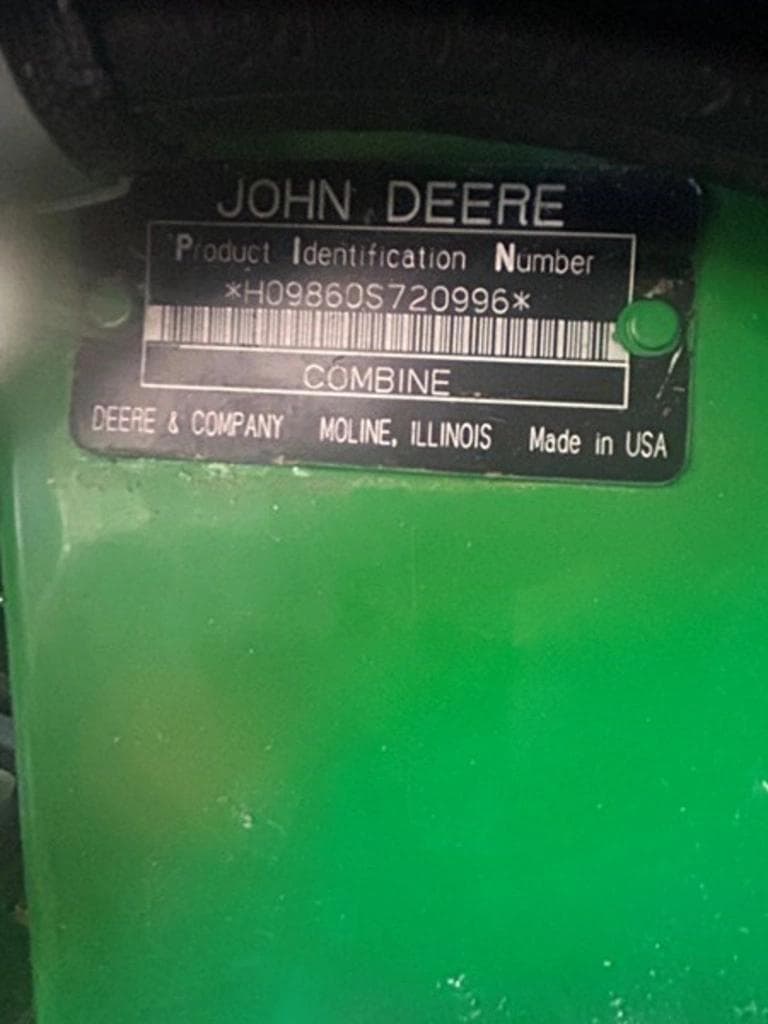 JOHN DEERE
Product Identification Number
*H09860S720996*
COMBINE
DEERE & COMPANY MOLINE, ILLINOIS Made in USA